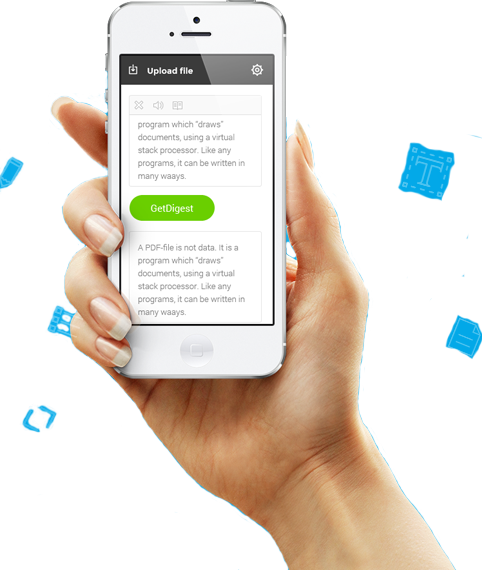 Upload file
program which "draws"
documents, using a virtual
stack processor. Like any
programs, it can be written in
many waays.
GetDigest
A PDF-file is not data. It is a
program which "draws"
documents, using a virtual
stack processor. Like any
programs, it can be written in
many waays.
T